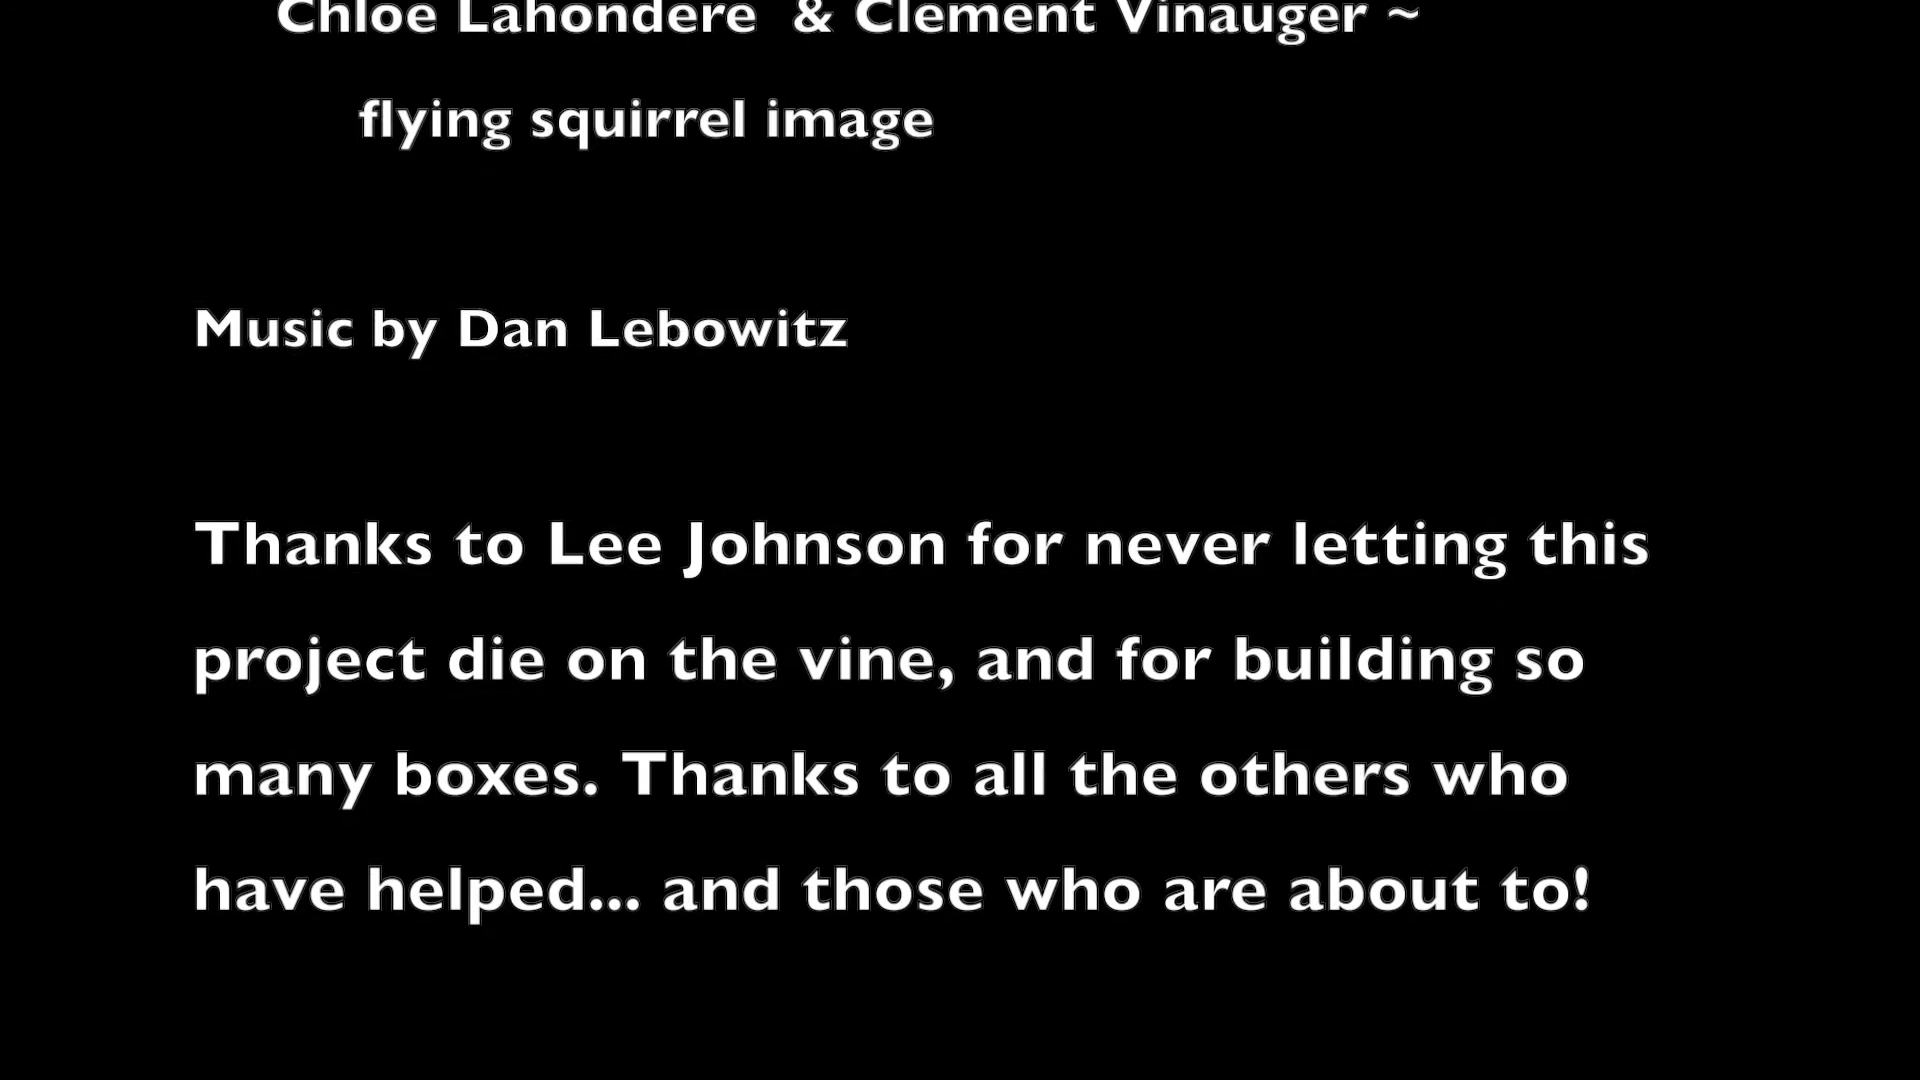 Chloe Lahondere & Clement Vinauger ~
flying squirrel image
Music by Dan Lebowitz
Thanks to Lee Johnson for never letting this
project die on the vine, and for building so
many boxes. Thanks to all the others who
have helped... and those who are about to!